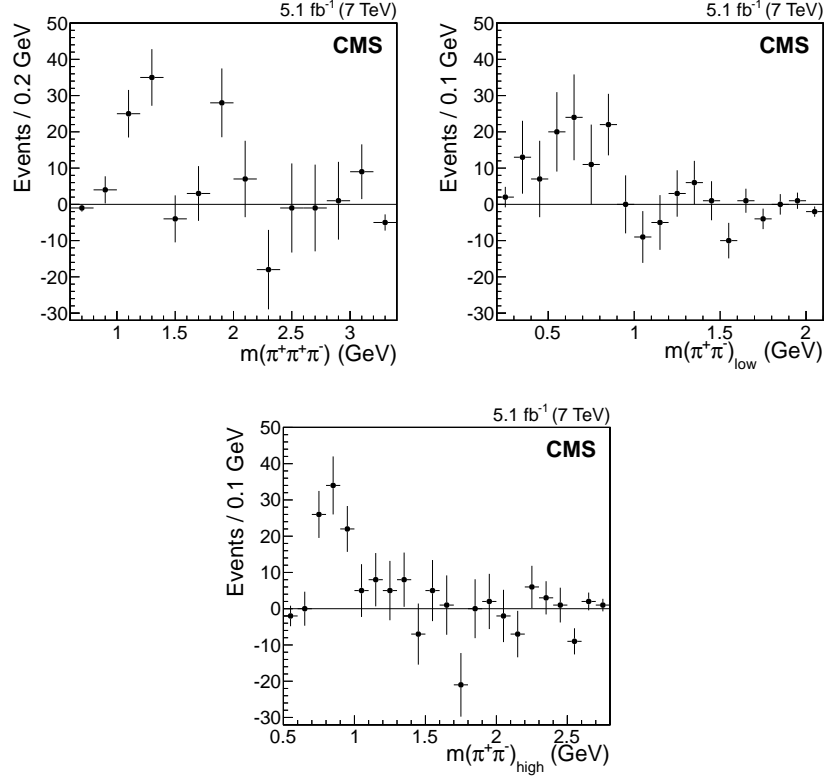 5.1 fb⁻¹ (7 TeV)
CMS
Events / 0.2 GeV
50
40
30
20
10
0
-10
-20
-30
1 1.5 2 2.5 3
m(π⁺π⁺π⁻) (GeV)
5.1 fb⁻¹ (7 TeV)
CMS
Events / 0.1 GeV
50
40
30
20
10
0
-10
-20
-30
0.5 1 1.5 2
m(π⁺π⁻)low (GeV)
5.1 fb⁻¹ (7 TeV)
CMS
Events / 0.1 GeV
50
40
30
20
10
0
-10
-20
-30
0.5 1 1.5 2 2.5
m(π⁺π⁻)high (GeV)